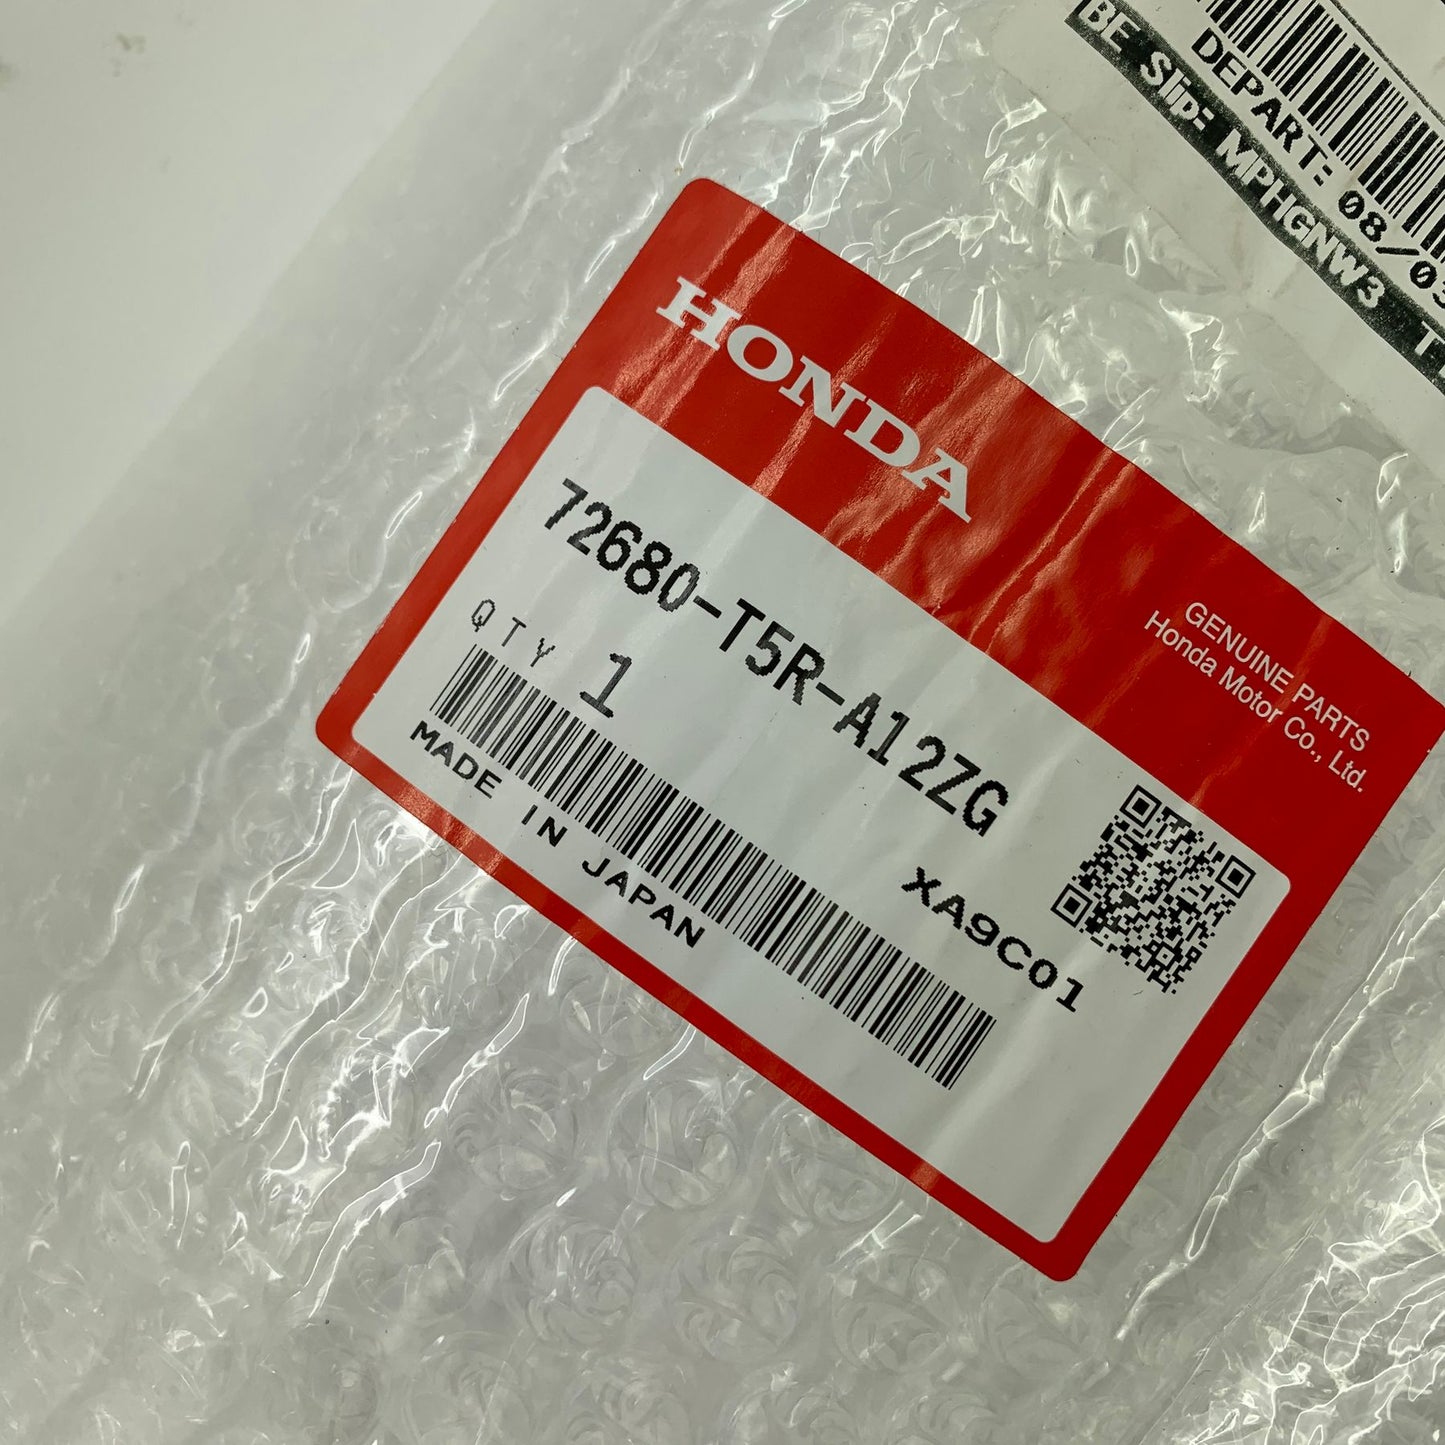 DEPART: 08/03
BE Slip: MPHGNW3 T
HONDA
GENUINE PARTS
Honda Motor Co., Ltd.
72680-T5R-A12ZG
QTY 1
XA9C01
MADE IN JAPAN